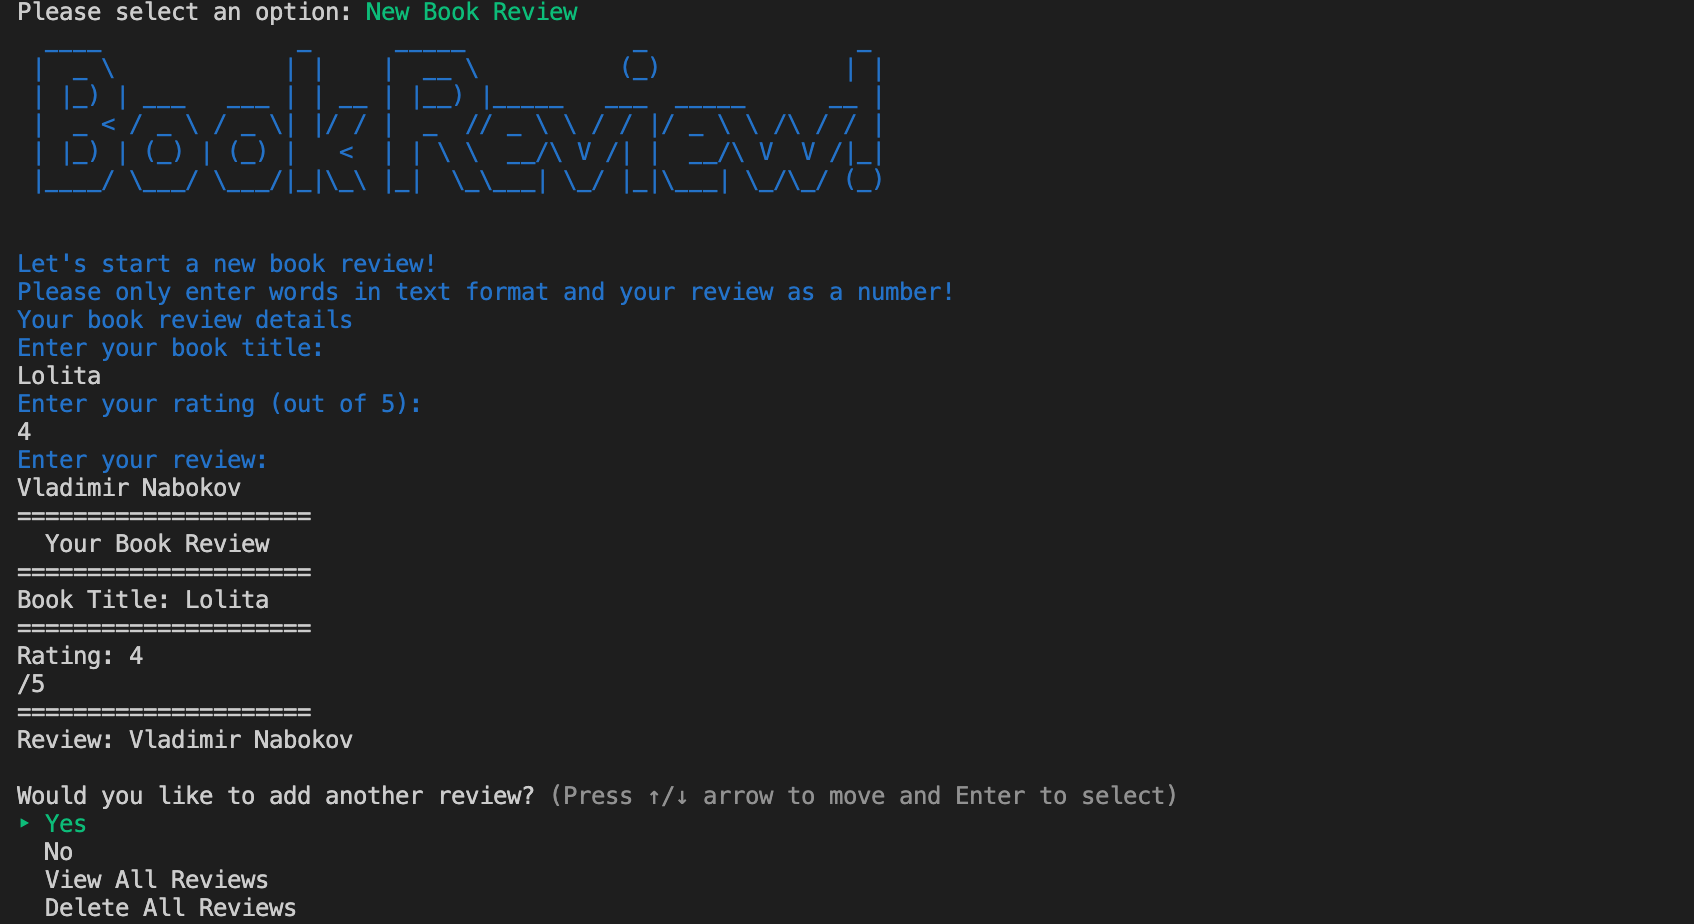 Please select an option: New Book Review
Book Review!
Let's start a new book review!
Please only enter words in text format and your review as a number!
Your book review details
Enter your book title:
Lolita
Enter your rating (out of 5):
4
Enter your review:
Vladimir Nabokov
=====================
Your Book Review
=====================
Book Title: Lolita
=====================
Rating: 4
/5
=====================
Review: Vladimir Nabokov
Would you like to add another review? (Press ↑/↓ arrow to move and Enter to select)
‣ Yes
No
View All Reviews
Delete All Reviews